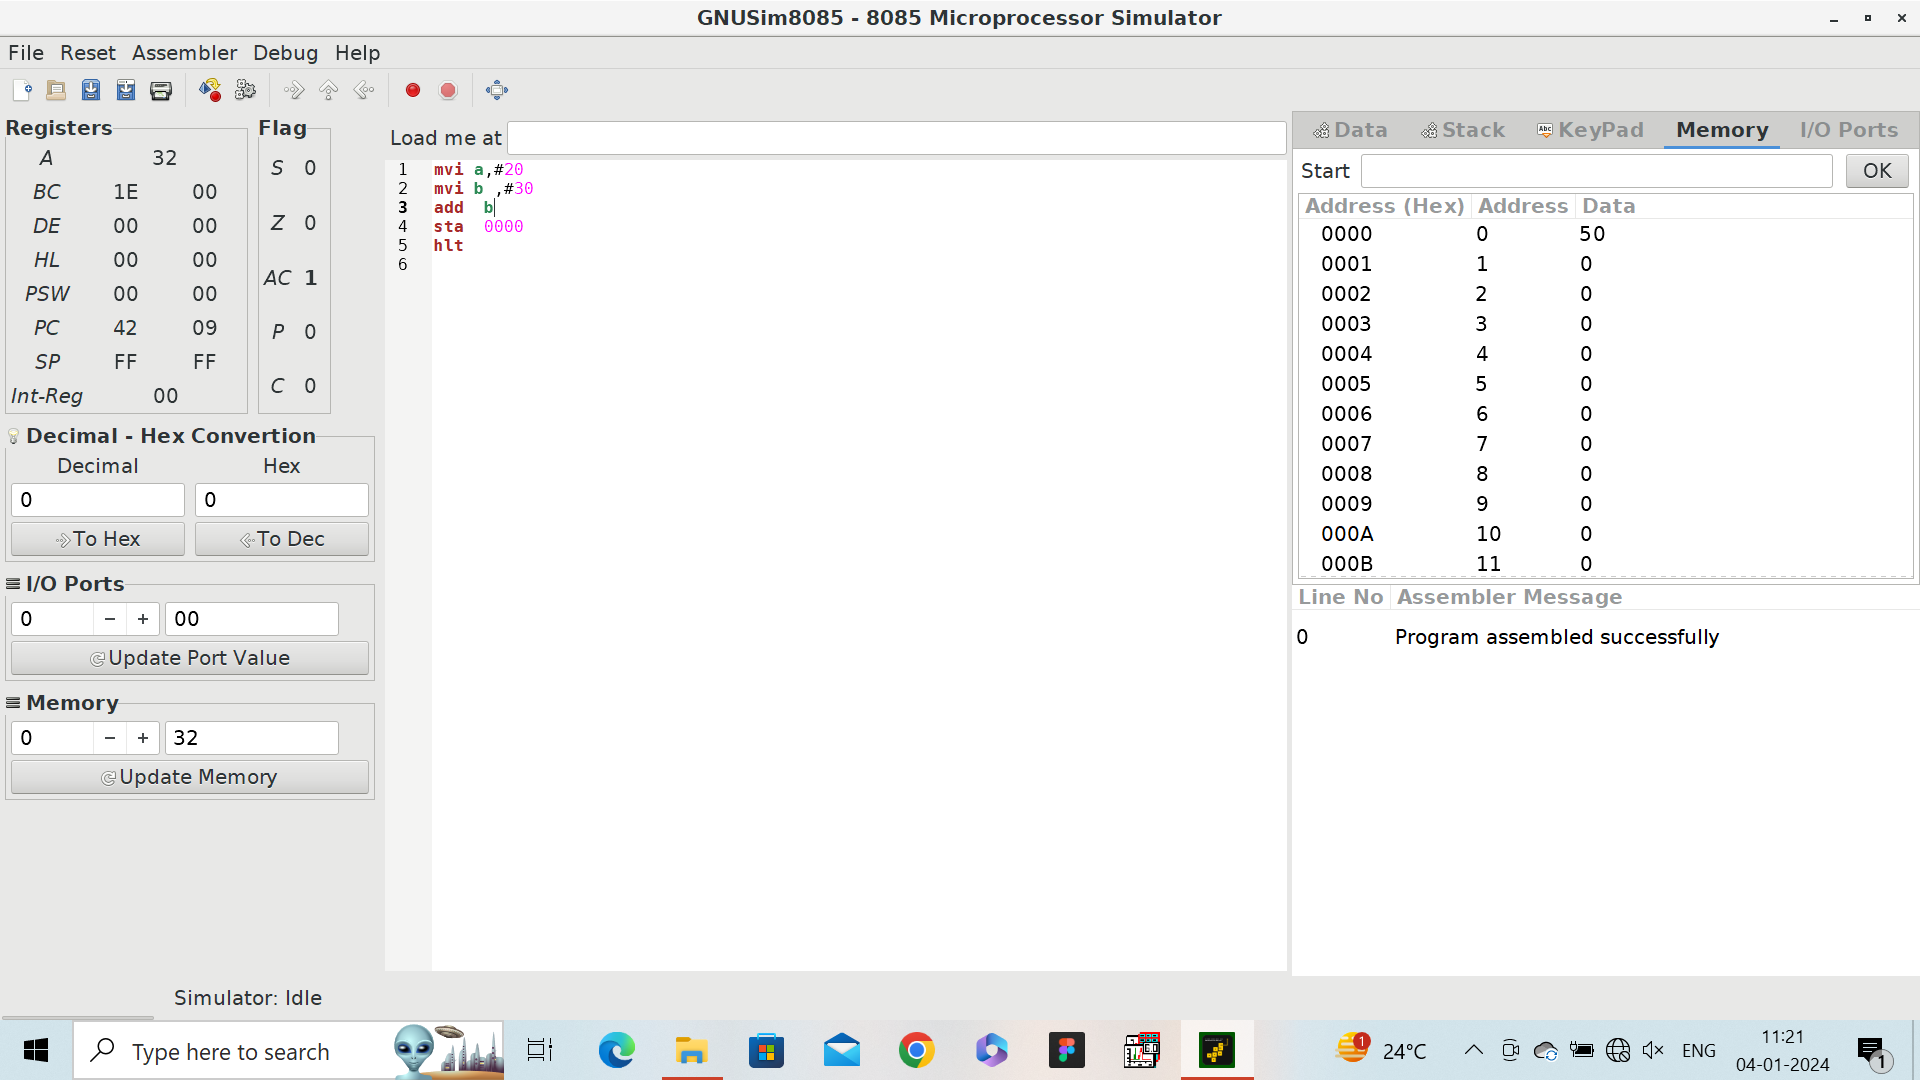 GNUSim8085 - 8085 Microprocessor Simulator
File Reset Assembler Debug Help
Registers
A 32
BC 1E 00
DE 00 00
HL 00 00
PSW 00 00
PC 42 09
SP FF FF
Int-Reg 00
Flag
S 0
Z 0
AC 1
P 0
C 0
Decimal - Hex Convertion
Decimal Hex
0 0
To Hex To Dec
I/O Ports
0 − + 00
Update Port Value
Memory
0 − + 32
Update Memory
Load me at
1 mvi a,#20
2 mvi b ,#30
3 add  b
4 sta  0000
5 hlt
6
Data Stack Abc KeyPad Memory I/O Ports
Start OK
Address (Hex) Address Data
0000 0 50
0001 1 0
0002 2 0
0003 3 0
0004 4 0
0005 5 0
0006 6 0
0007 7 0
0008 8 0
0009 9 0
000A 10 0
000B 11 0
Line No Assembler Message
0 Program assembled successfully
Simulator: Idle
Type here to search
1 24°C ENG
11:21
04-01-2024
1